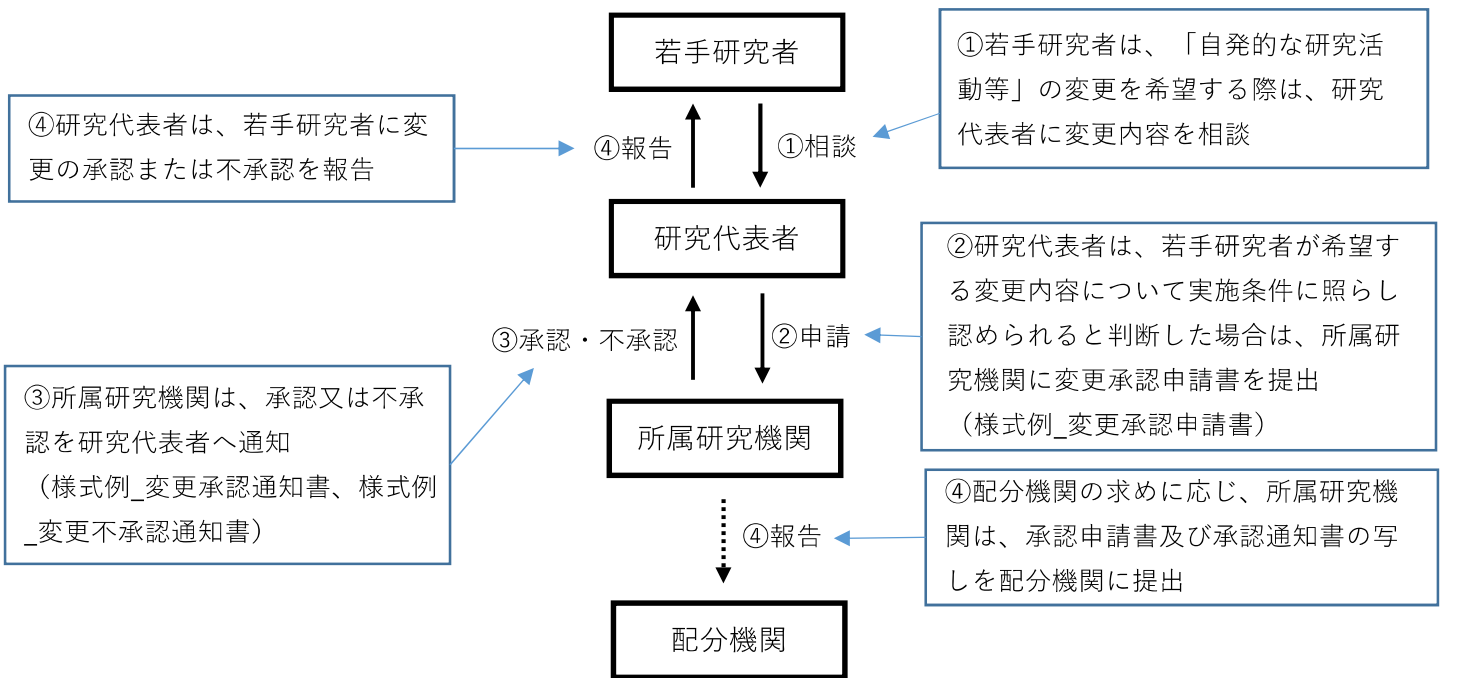 若手研究者
①若手研究者は、「自発的な研究活
動等」の変更を希望する際は、研究
代表者に変更内容を相談
④研究代表者は、若手研究者に変
更の承認または不承認を報告
④報告
①相談
研究代表者
②研究代表者は、若手研究者が希望す
る変更内容について実施条件に照らし
認められると判断した場合は、所属研
究機関に変更承認申請書を提出
（様式例_変更承認申請書）
③承認・不承認
②申請
③所属研究機関は、承認又は不承
認を研究代表者へ通知
（様式例_変更承認通知書、様式例
_変更不承認通知書）
所属研究機関
④配分機関の求めに応じ、所属研究機
関は、承認申請書及び承認通知書の写
しを配分機関に提出
④報告
配分機関